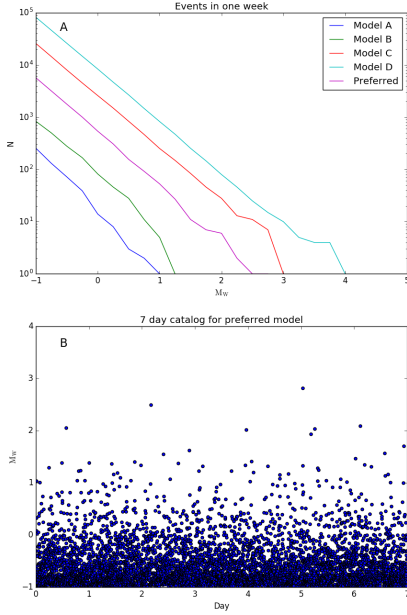 Events in one week
A
Model A
Model B
Model C
Model D
Preferred
10^5
10^4
10^3
10^2
10^1
10^0
N
−1 0 1 2 3 4 5
M_W
7 day catalog for preferred model
B
4
3
2
1
0
−1
M_W
0 1 2 3 4 5 6 7
Day